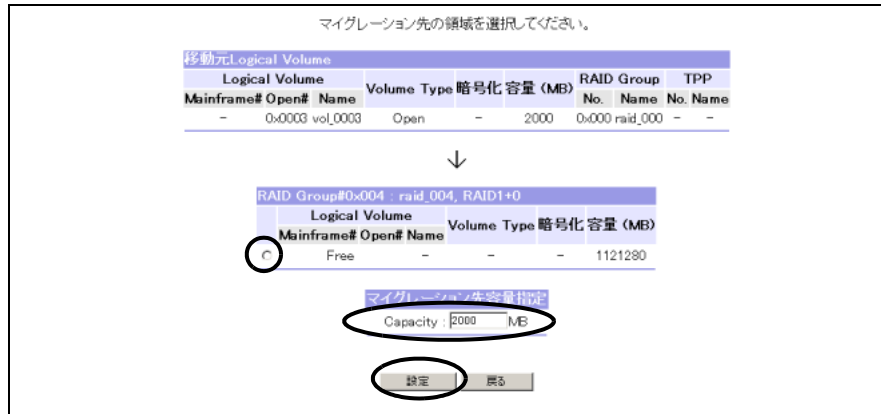 マイグレーション先の領域を選択してください。
移動元Logical Volume
Logical Volume Volume Type 暗号化 容量 (MB) RAID Group TPP
Mainframe# Open# Name No. Name No. Name
- 0x0003 vol_0003 Open - 2000 0x000 raid_000 - -
↓
RAID Group#0x004 : raid_004, RAID1+0
Logical Volume Volume Type 暗号化 容量 (MB)
Mainframe# Open# Name
Free - - - 1121280
マイグレーション先容量指定
Capacity : 2000 MB
設定 戻る